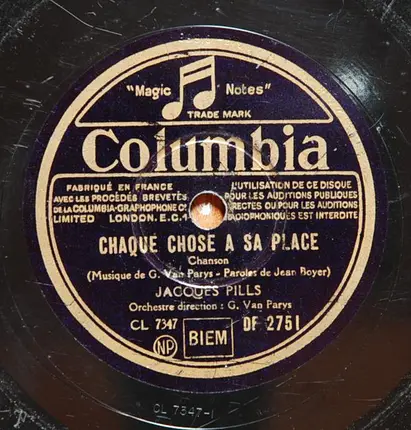 "Magic Notes"
TRADE MARK
Columbia
FABRIQUÉ EN FRANCE
AVEC LES PROCÉDÉS BREVETÉS
DE LA COLUMBIA-GRAPHOPHONE Cº
LIMITED LONDON. E.C.1
L'UTILISATION DE CE DISQUE
POUR LES AUDITIONS PUBLIQUES
DIRECTES OU POUR LES AUDITIONS
RADIOPHONIQUES EST INTERDITE
CHAQUE CHOSE A SA PLACE
Chanson
(Musique de G. Van Parys - Paroles de Jean Boyer)
JACQUES PILLS
Orchestre direction : G. Van Parys
CL 7347
DF 2751
NP
BIEM
CL 7347-1